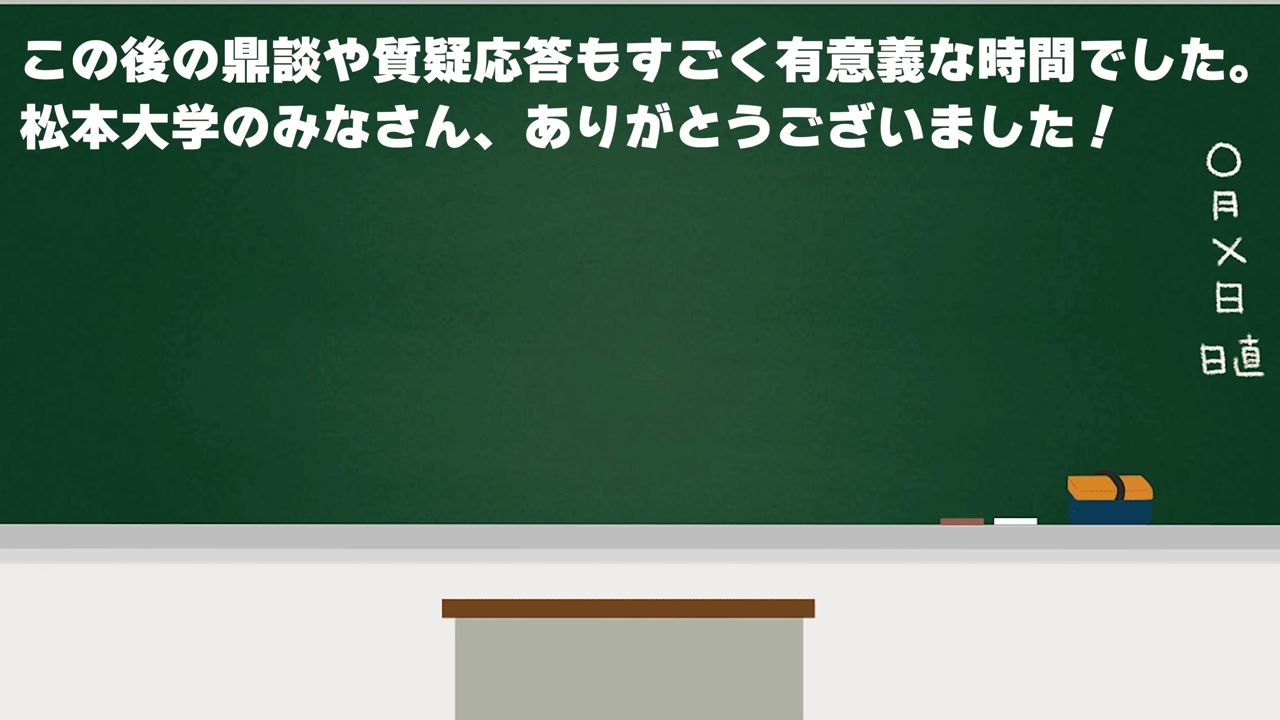 この後の鼎談や質疑応答もすごく有意義な時間でした。
松本大学のみなさん、ありがとうございました！
〇月×日
日直